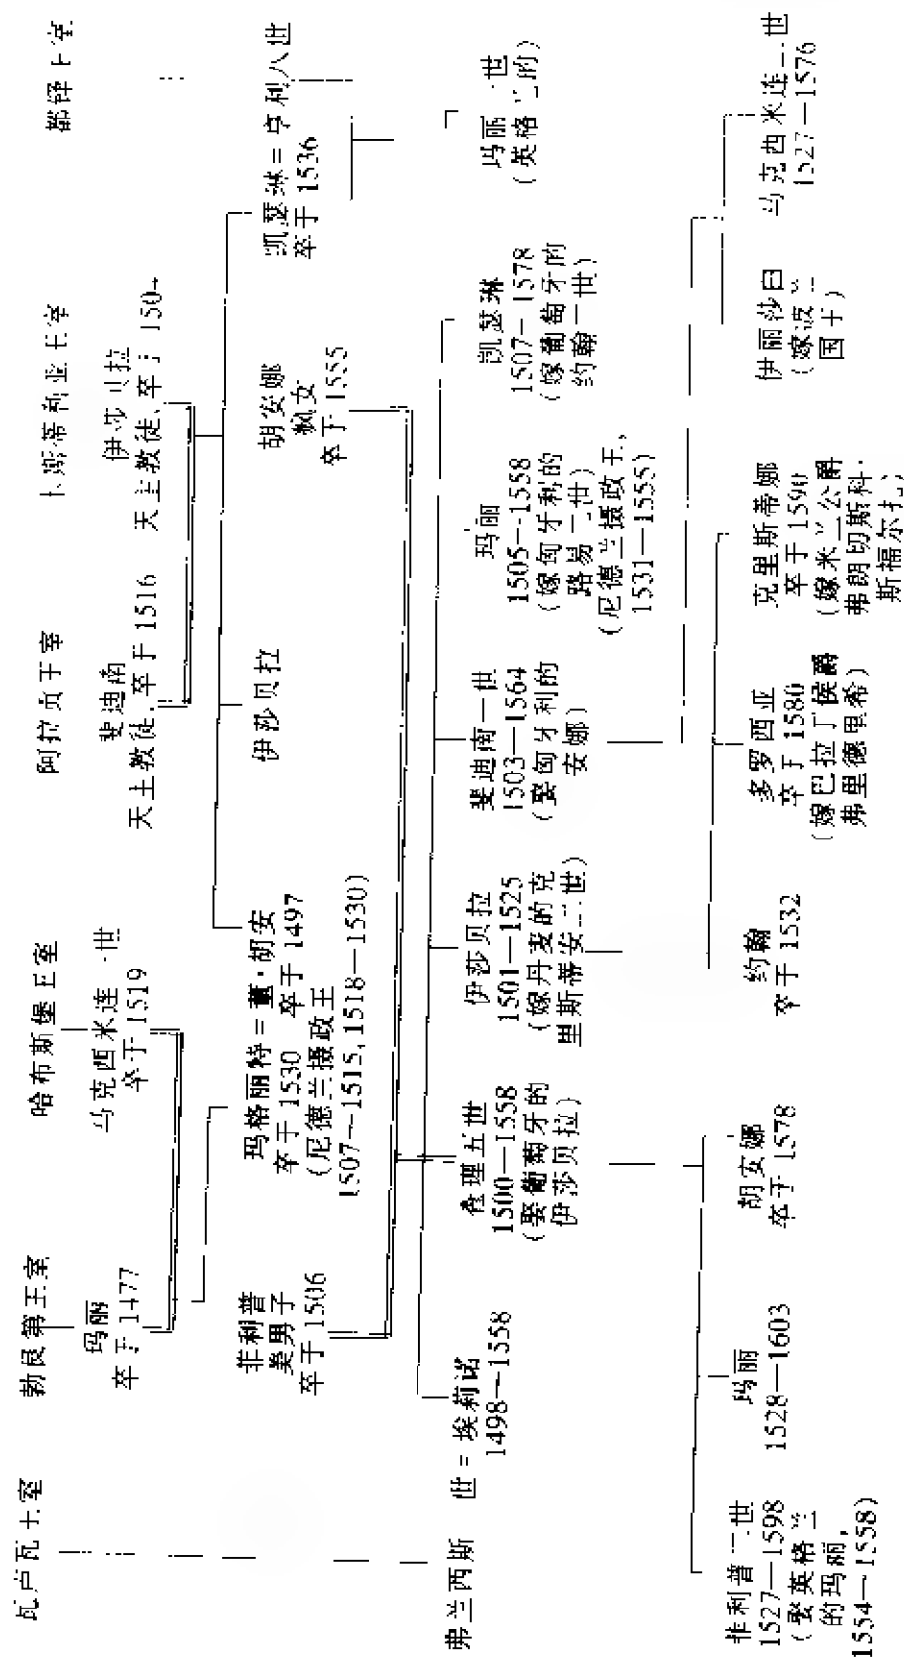 瓦卢瓦王室
勃艮第王室
哈布斯堡王室
阿拉贡王室
卡斯蒂利亚王室
都铎王室
玛丽
卒于1477
马克西米连一世
卒于1519
斐迪南
天主教徒,卒于1516
伊莎贝拉
天主教徒,卒于150
菲利普
美男子
卒于1506
玛格丽特=董·胡安
卒于1530 卒于1497
(尼德兰摄政王
1507—1515,1518—1530)
伊莎贝拉
胡安娜
疯女
卒于1555
凯瑟琳=亨利八世
卒于1536
弗兰西斯一世=埃莉诺
1498—1558
查理五世
1500—1558
(娶葡萄牙的
伊莎贝拉)
伊莎贝拉
1501—1525
(嫁丹麦的克
里斯蒂安二世)
斐迪南一世
1503—1564
(娶匈牙利的
安娜)
玛丽
1505—1558
(嫁匈牙利的
路易二世)
(尼德兰摄政王,
1531—1555)
凯瑟琳
1507—1578
(嫁葡萄牙的
约翰 世)
玛丽一世
(英格兰的)
菲利普二世
1527—1598
(娶英格兰
的玛丽,
1554—1558)
玛丽
1528—1603
胡安娜
卒于1578
约翰
卒于1532
多罗西亚
卒于1580
(嫁巴拉丁侯爵
弗里德里希)
克里斯蒂娜
卒于1590
(嫁米兰公爵
弗朗切斯科·
斯福尔扎)
伊丽莎白
(嫁波兰
国王)
马克西米连二世
1527—1576